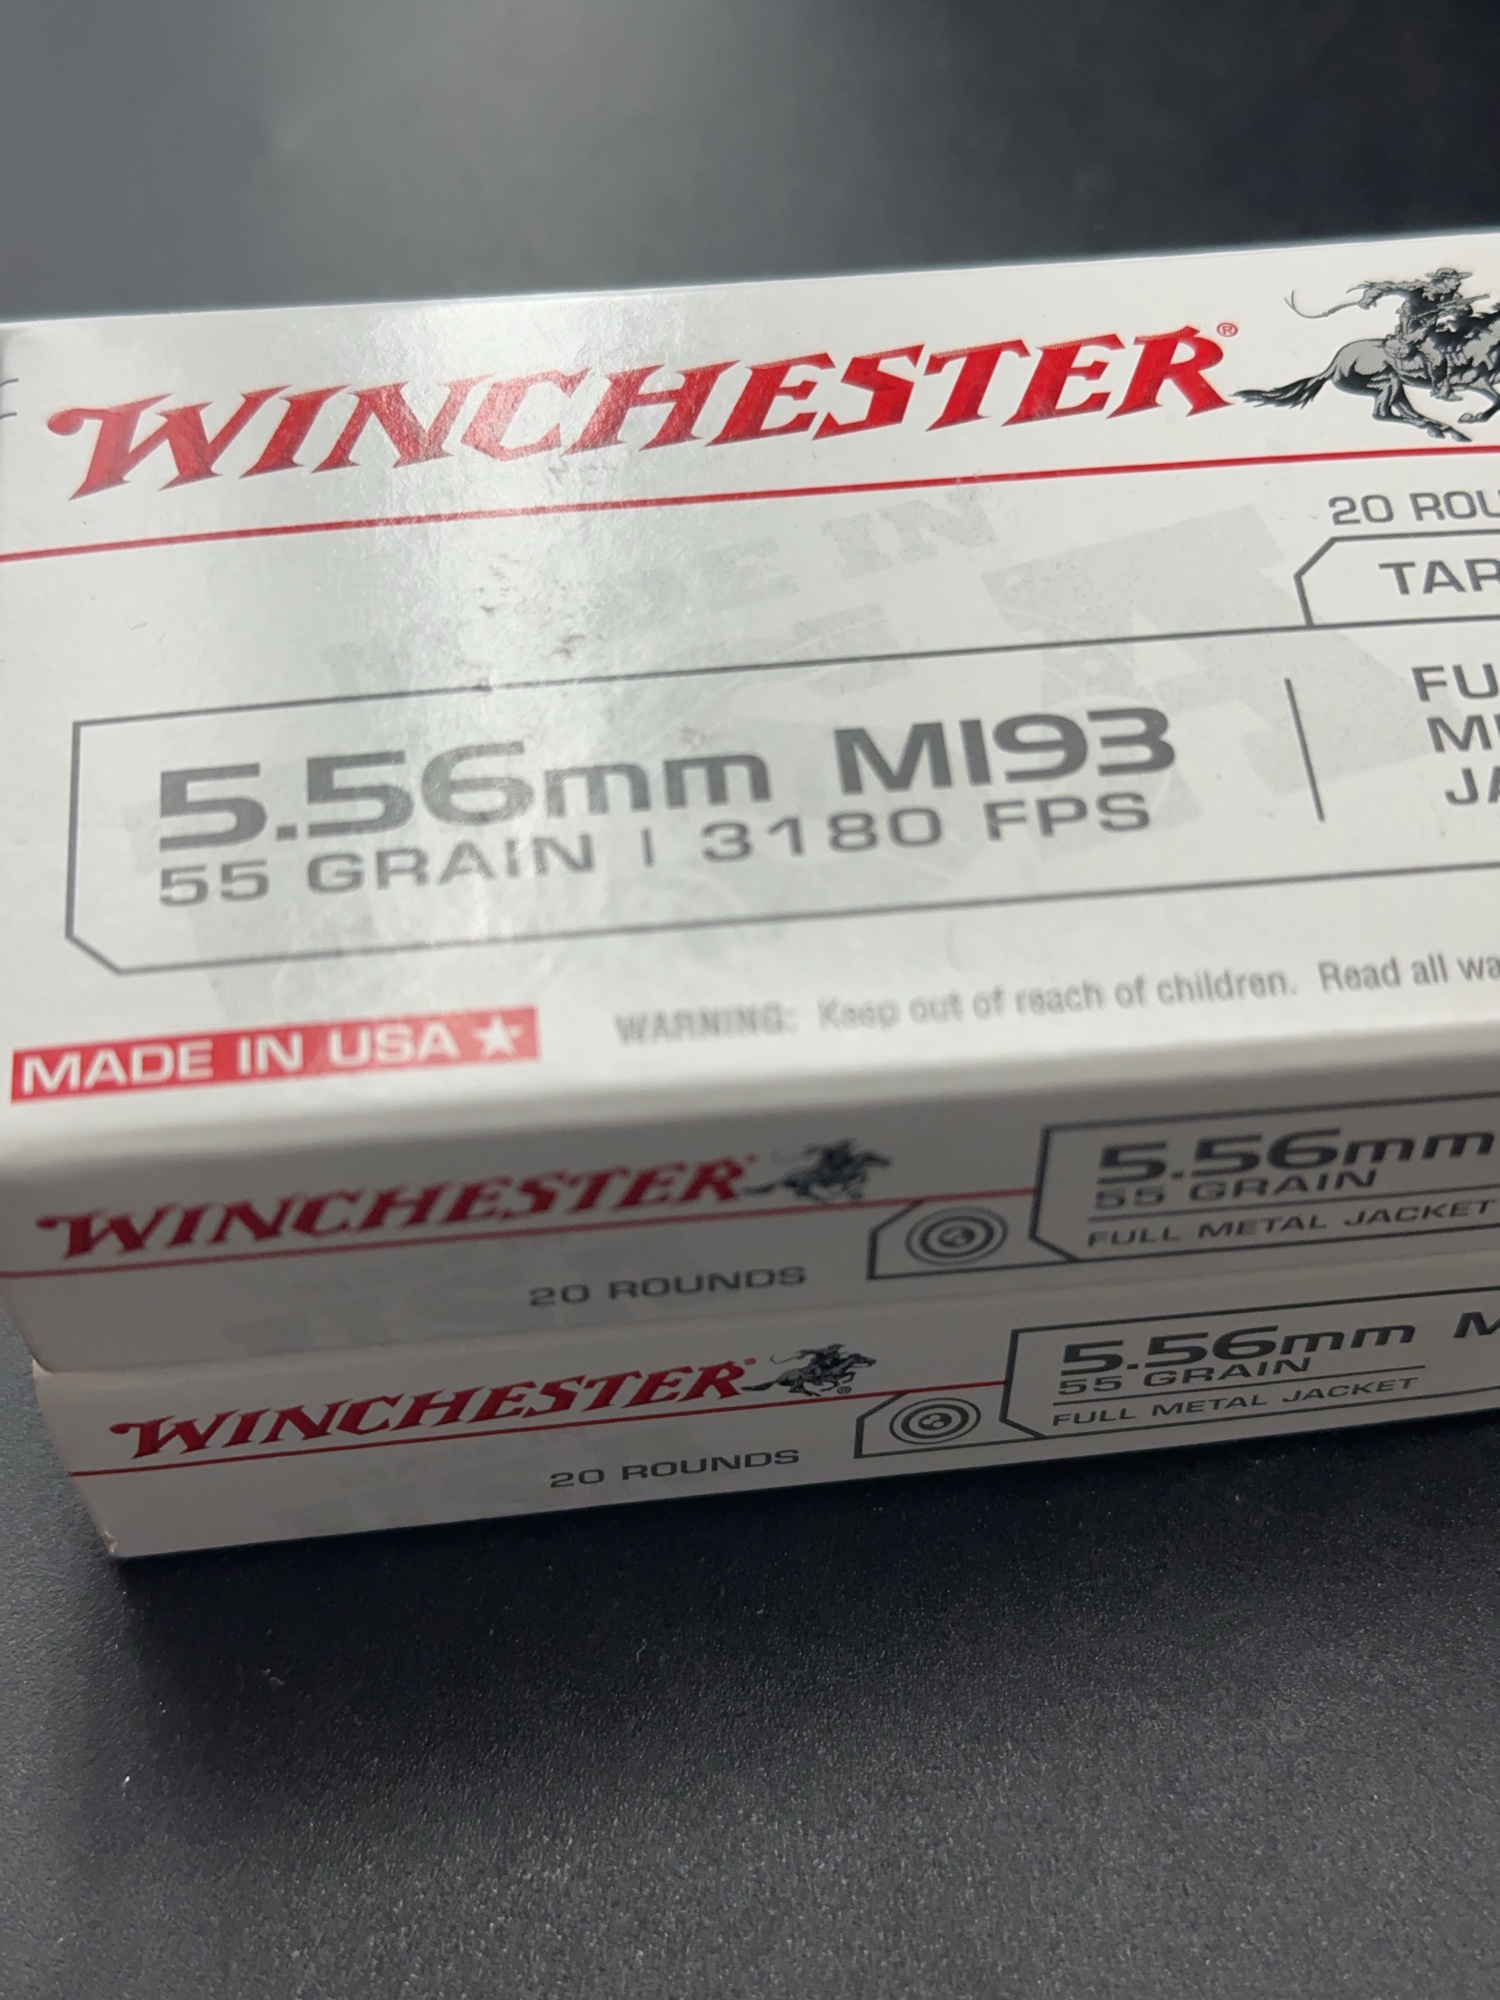 WINCHESTER®
20 ROU
TAR
5.56mm M193
55 GRAIN | 3180 FPS
FU
ME
JA
MADE IN USA ★
WARNING: Keep out of reach of children. Read all wa
WINCHESTER
20 ROUNDS
5.56mm
55 GRAIN
FULL METAL JACKET
WINCHESTER
20 ROUNDS
5.56mm M
55 GRAIN
FULL METAL JACKET